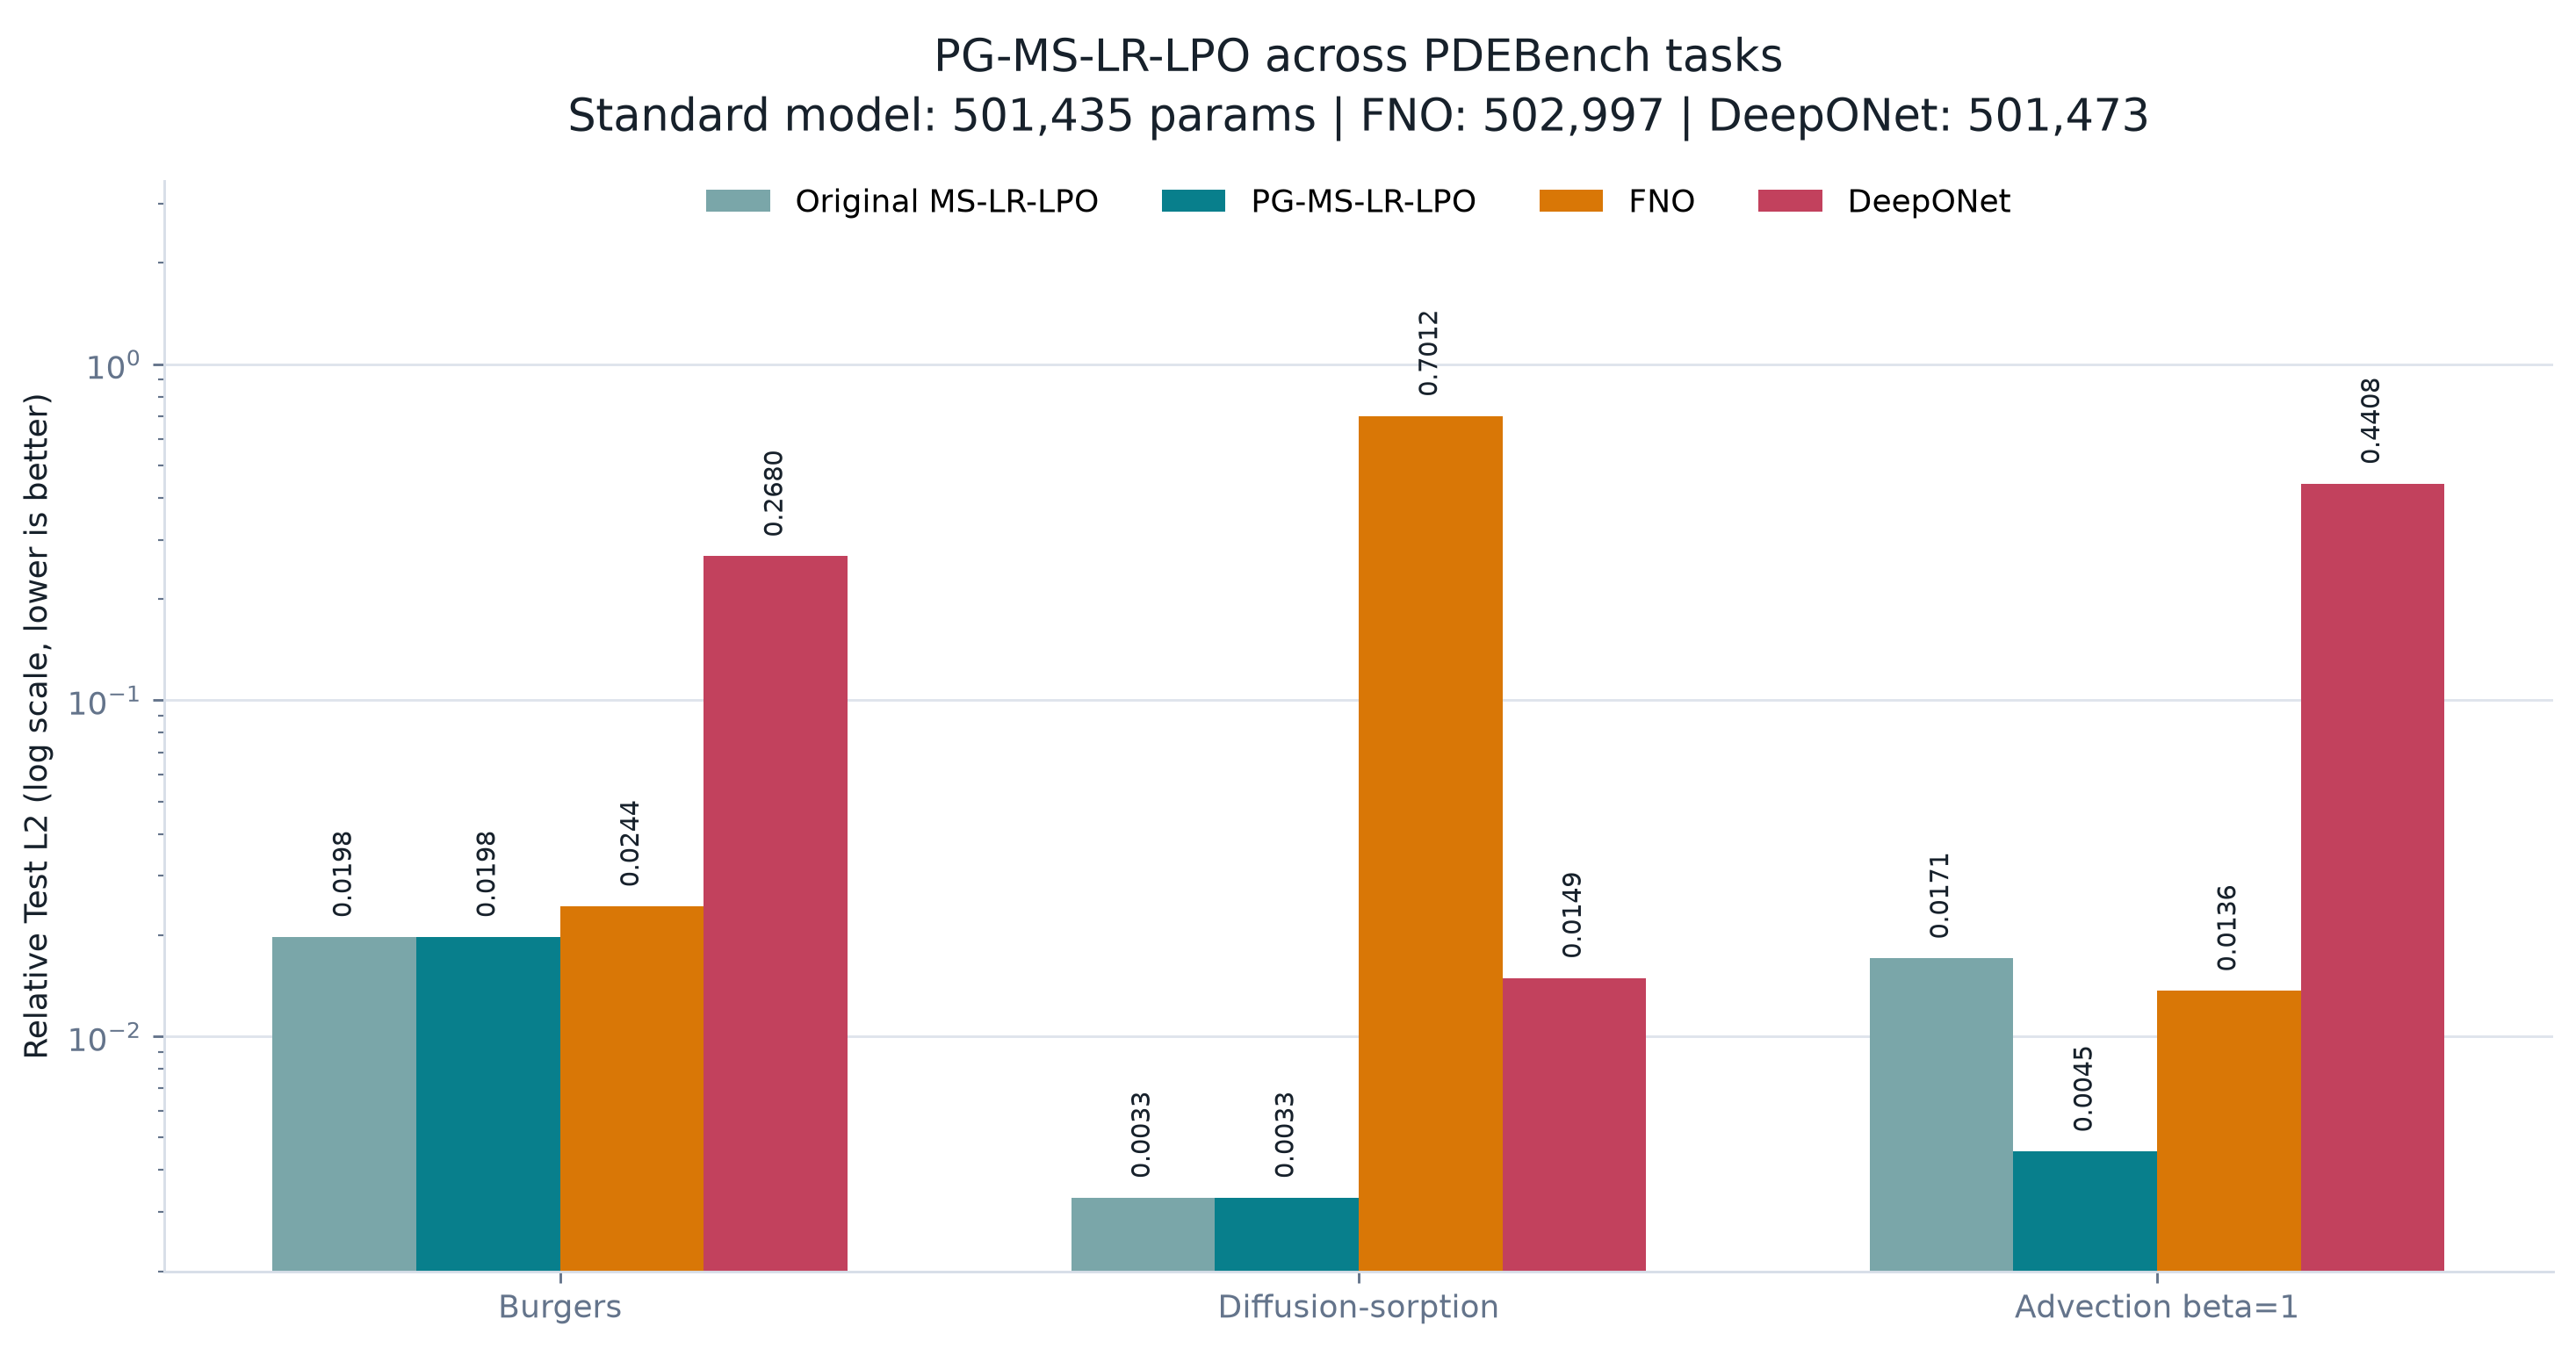 PG-MS-LR-LPO across PDEBench tasks
Standard model: 501,435 params | FNO: 502,997 | DeepONet: 501,473
Original MS-LR-LPO
PG-MS-LR-LPO
FNO
DeepONet
Relative Test L2 (log scale, lower is better)
10⁰
10⁻¹
10⁻²
0.0198
0.0198
0.0244
0.2680
0.0033
0.0033
0.7012
0.0149
0.0171
0.0045
0.0136
0.4408
Burgers
Diffusion-sorption
Advection beta=1